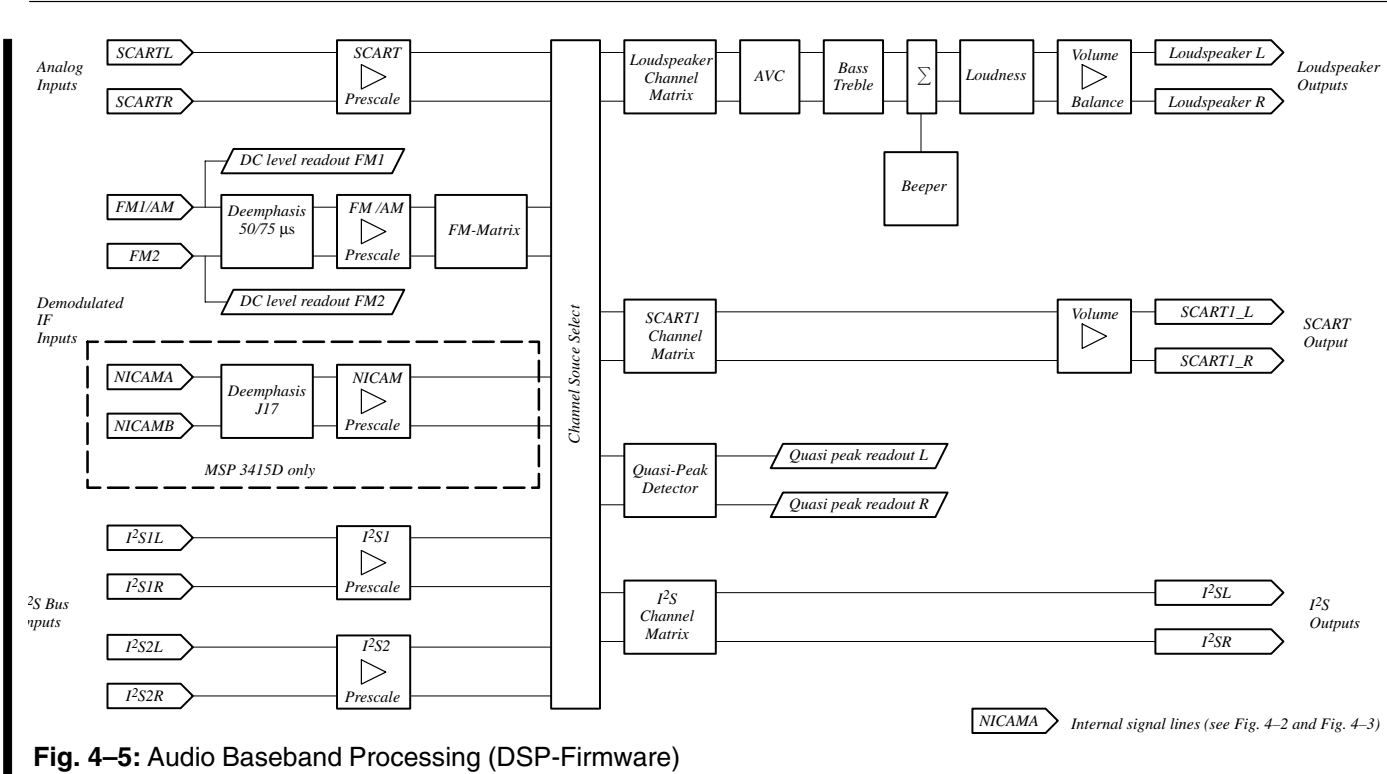 Analog
Inputs
SCARTL
SCARTR
SCART
Prescale
DC level readout FM1
FM1/AM
FM2
Deemphasis
50/75 μs
FM /AM
Prescale
FM-Matrix
DC level readout FM2
Demodulated
IF
Inputs
NICAMA
NICAMB
Deemphasis
J17
NICAM
Prescale
MSP 3415D only
I²S1L
I²S1R
I²S1
Prescale
²S Bus
nputs
I²S2L
I²S2R
I²S2
Prescale
Channel Souce Select
Loudspeaker
Channel
Matrix
AVC
Bass
Treble
Σ
Beeper
Loudness
Volume
Balance
Loudspeaker L
Loudspeaker R
Loudspeaker
Outputs
SCART1
Channel
Matrix
Volume
SCART1_L
SCART1_R
SCART
Output
Quasi-Peak
Detector
Quasi peak readout L
Quasi peak readout R
I²S
Channel
Matrix
I²SL
I²SR
I²S
Outputs
NICAMA Internal signal lines (see Fig. 4–2 and Fig. 4–3)
Fig. 4–5: Audio Baseband Processing (DSP-Firmware)